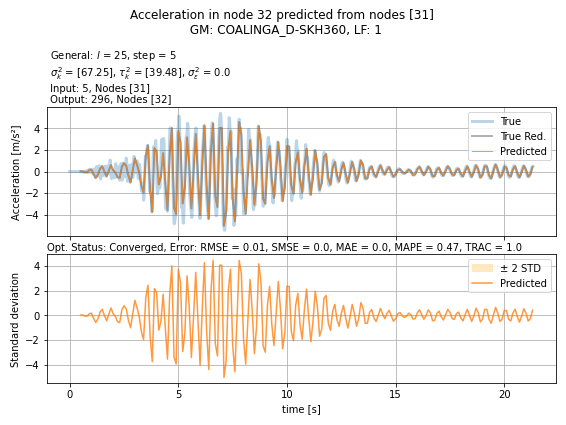 Acceleration in node 32 predicted from nodes [31]
GM: COALINGA_D-SKH360, LF: 1
General: l = 25, step = 5
σ²ₖ = [67.25], τ²ₖ = [39.48], σ²ε = 0.0
Input: 5, Nodes [31]
Output: 296, Nodes [32]
Acceleration [m/s²]
4
2
0
−2
−4
True
True Red.
Predicted
Opt. Status: Converged, Error: RMSE = 0.01, SMSE = 0.0, MAE = 0.0, MAPE = 0.47, TRAC = 1.0
Standard deviation
4
2
0
−2
−4
± 2 STD
Predicted
0 5 10 15 20
time [s]